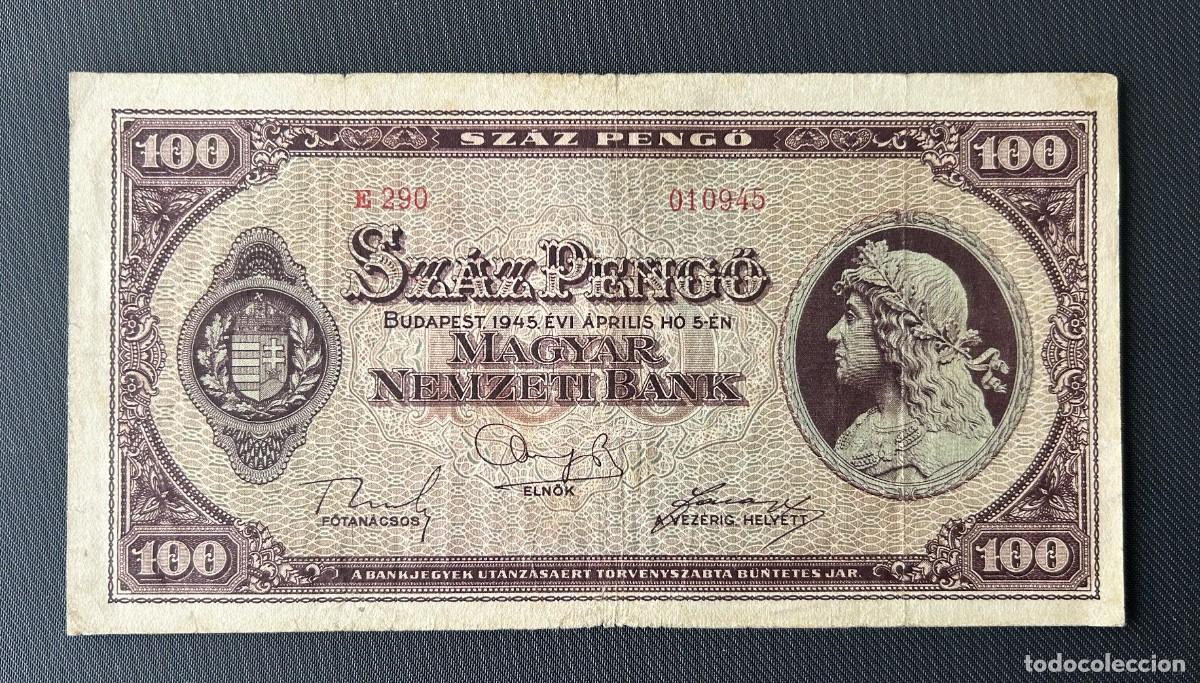 100 SZÁZ PENGŐ 100
E 290 010945
SZÁZ PENGŐ
BUDAPEST 1945. ÉVI ÁPRILIS HÓ 5-ÉN
MAGYAR
NEMZETI BANK
ELNÖK
FŐTANÁCSOS
A VEZÉRIG. HELYETT
100 A BANKJEGYEK UTÁNZÁSÁÉRT TÖRVÉNYSZABTA BÜNTETÉS JÁR. 100
todocoleccion